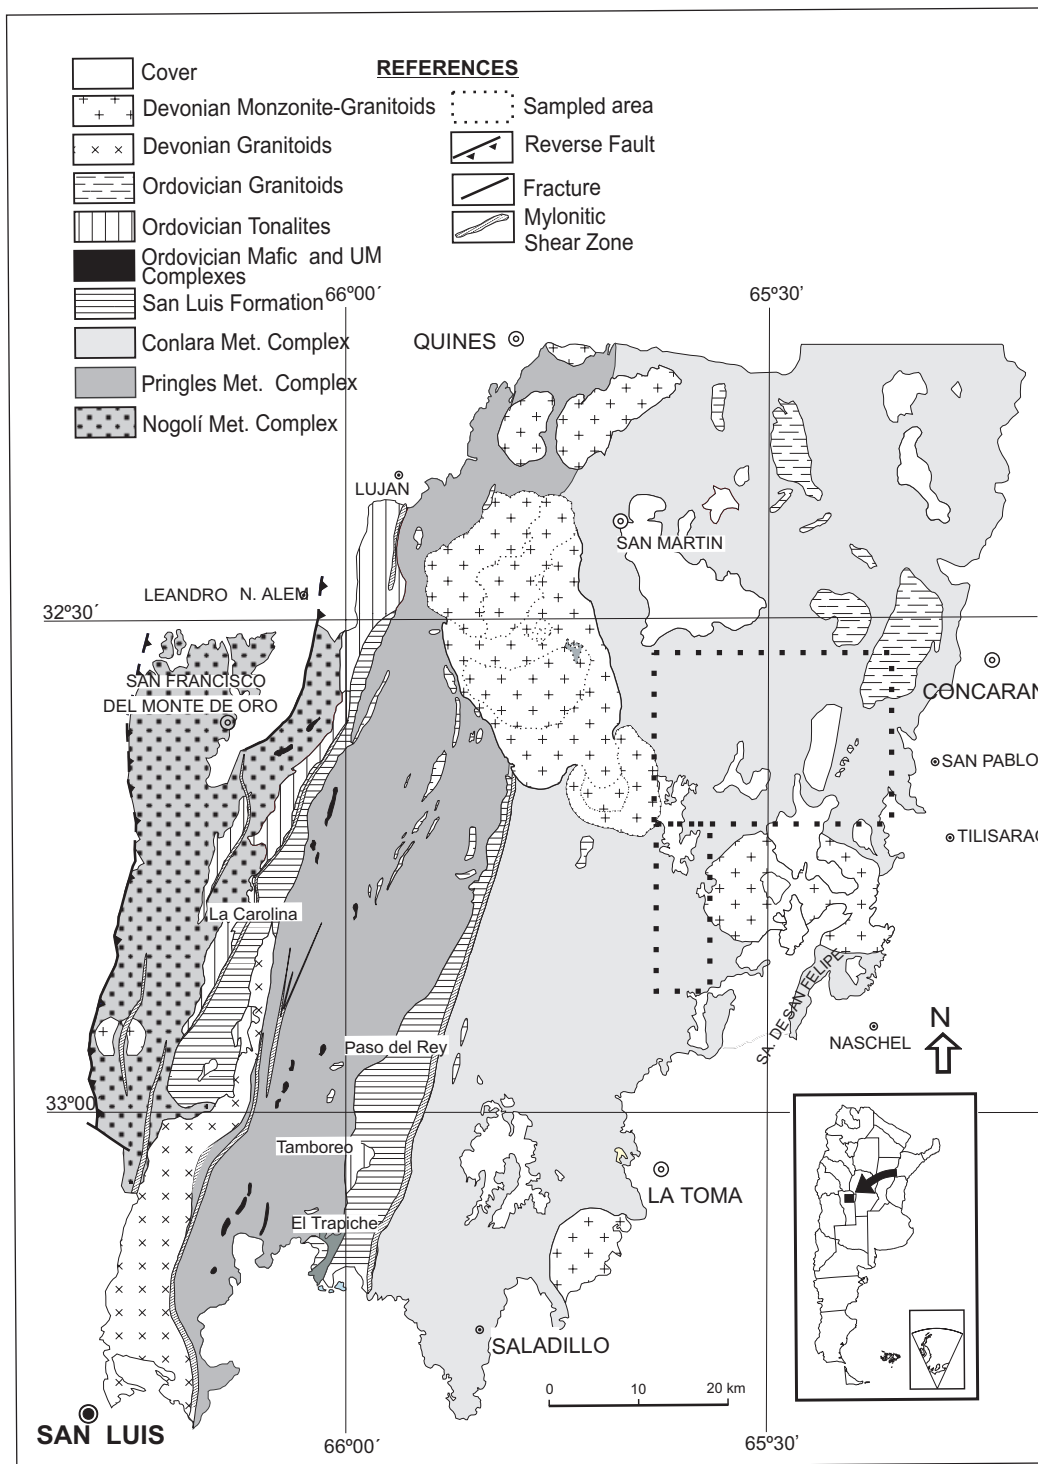 REFERENCES
Cover
Devonian Monzonite-Granitoids
Devonian Granitoids
Ordovician Granitoids
Ordovician Tonalites
Ordovician Mafic and UM
Complexes
San Luis Formation
Conlara Met. Complex
Pringles Met. Complex
Nogolí Met. Complex
Sampled area
Reverse Fault
Fracture
Mylonitic
Shear Zone
66º00´
65º30'
QUINES
LUJAN
SAN MARTIN
LEANDRO N. ALEM
32º30´
SAN FRANCISCO
DEL MONTE DE ORO
CONCARAN
SAN PABLO
TILISARAO
La Carolina
SA. DE SAN FELIPE
NASCHEL
N
Paso del Rey
33º00´
Tamboreo
LA TOMA
El Trapiche
SALADILLO
0 10 20 km
SAN LUIS
66º00´
65º30'